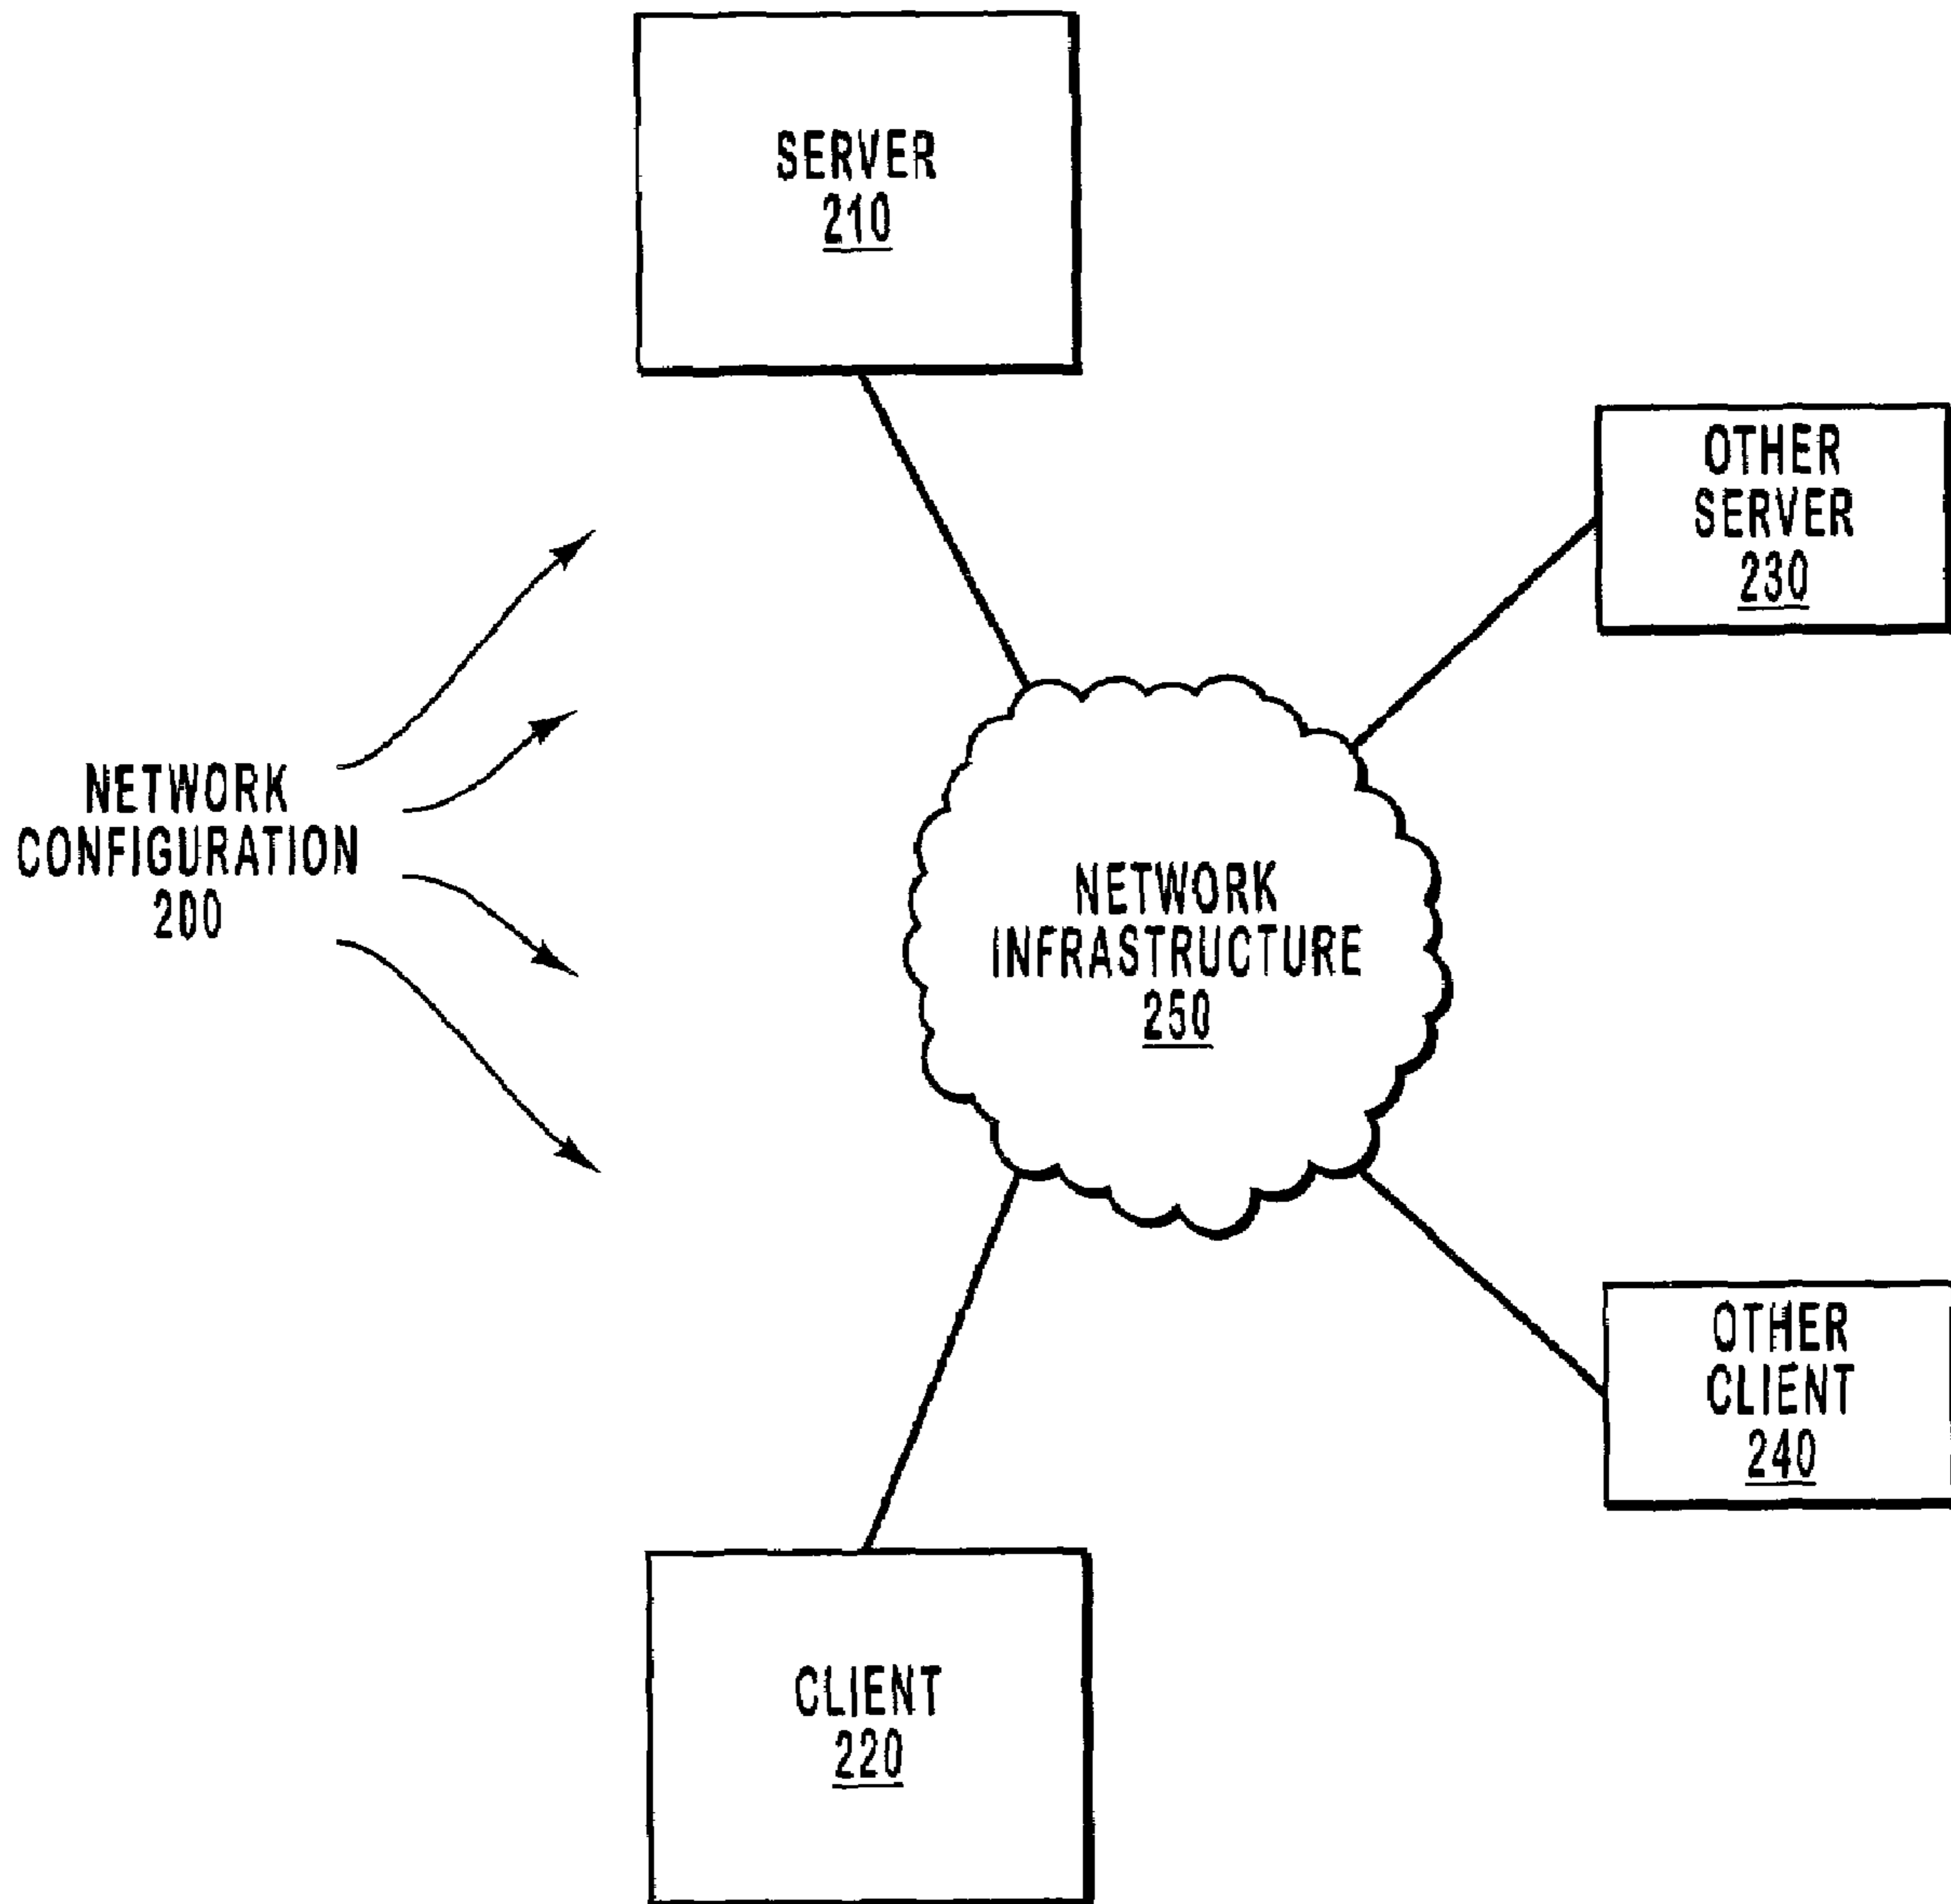 SERVER
210
OTHER
SERVER
230
NETWORK
CONFIGURATION
200
NETWORK
INFRASTRUCTURE
250
OTHER
CLIENT
240
CLIENT
220